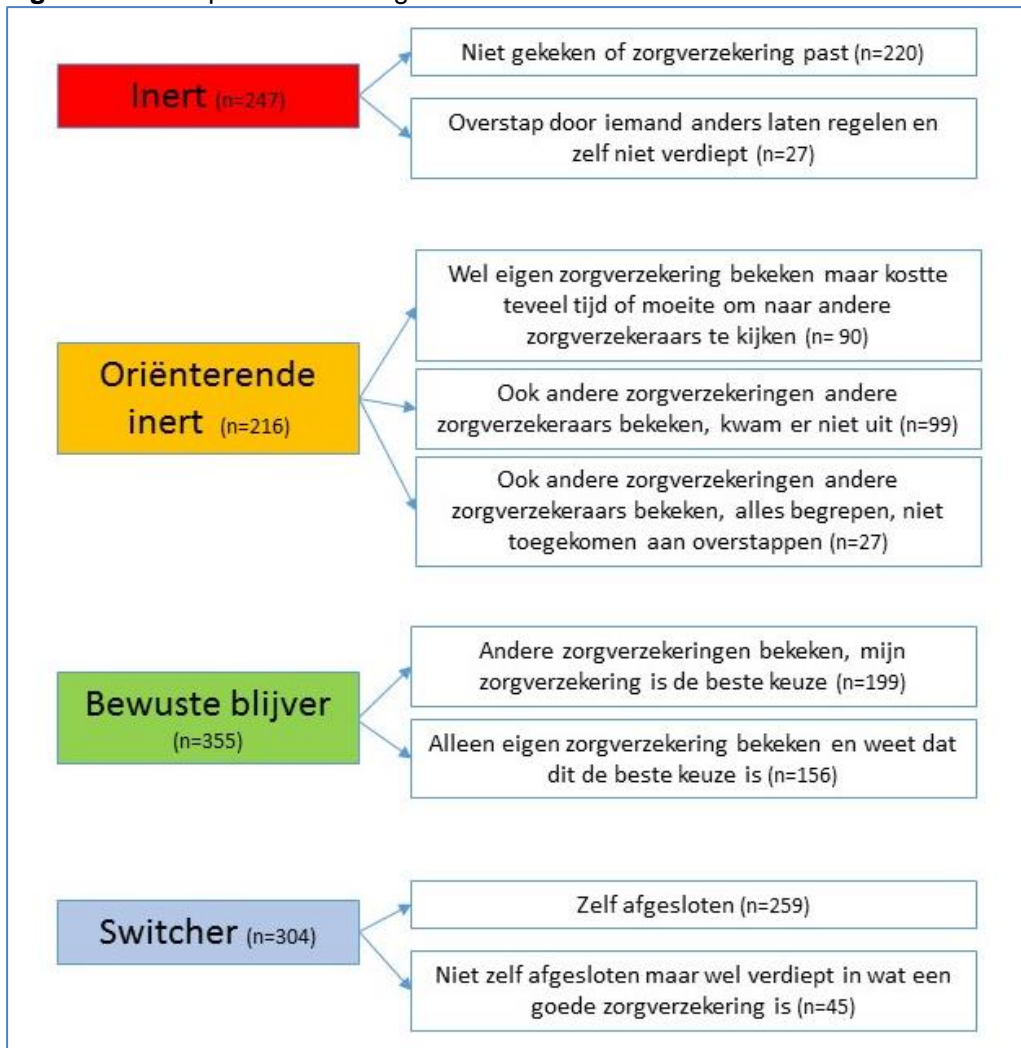 Niet gekeken of zorgverzekering past (n=220)
Inert (n=247)
Overstap door iemand anders laten regelen en
zelf niet verdiept (n=27)
Wel eigen zorgverzekering bekeken maar kostte
teveel tijd of moeite om naar andere
zorgverzekeraars te kijken (n= 90)
Oriënterende
inert (n=216)
Ook andere zorgverzekeringen andere
zorgverzekeraars bekeken, kwam er niet uit (n=99)
Ook andere zorgverzekeringen andere
zorgverzekeraars bekeken, alles begrepen, niet
toegekomen aan overstappen (n=27)
Andere zorgverzekeringen bekeken, mijn
zorgverzekering is de beste keuze (n=199)
Bewuste blijver
(n=355)
Alleen eigen zorgverzekering bekeken en weet dat
dit de beste keuze is (n=156)
Zelf afgesloten (n=259)
Switcher (n=304)
Niet zelf afgesloten maar wel verdiept in wat een
goede zorgverzekering is (n=45)